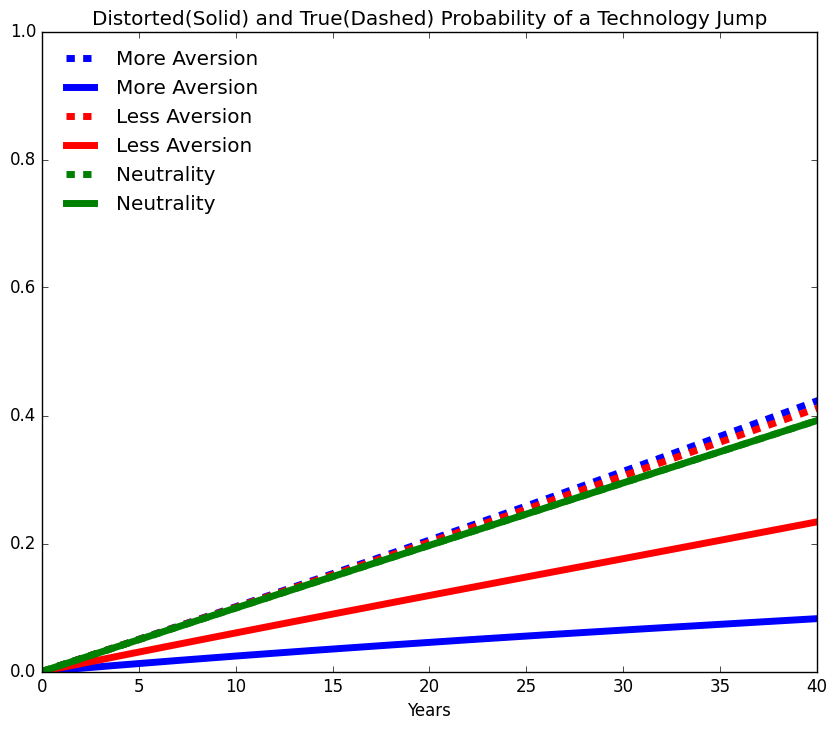 Distorted(Solid) and True(Dashed) Probability of a Technology Jump
1.0
More Aversion
More Aversion
Less Aversion
Less Aversion
Neutrality
Neutrality
0.8
0.6
0.4
0.2
0.0
0 5 10 15 20 25 30 35 40
Years